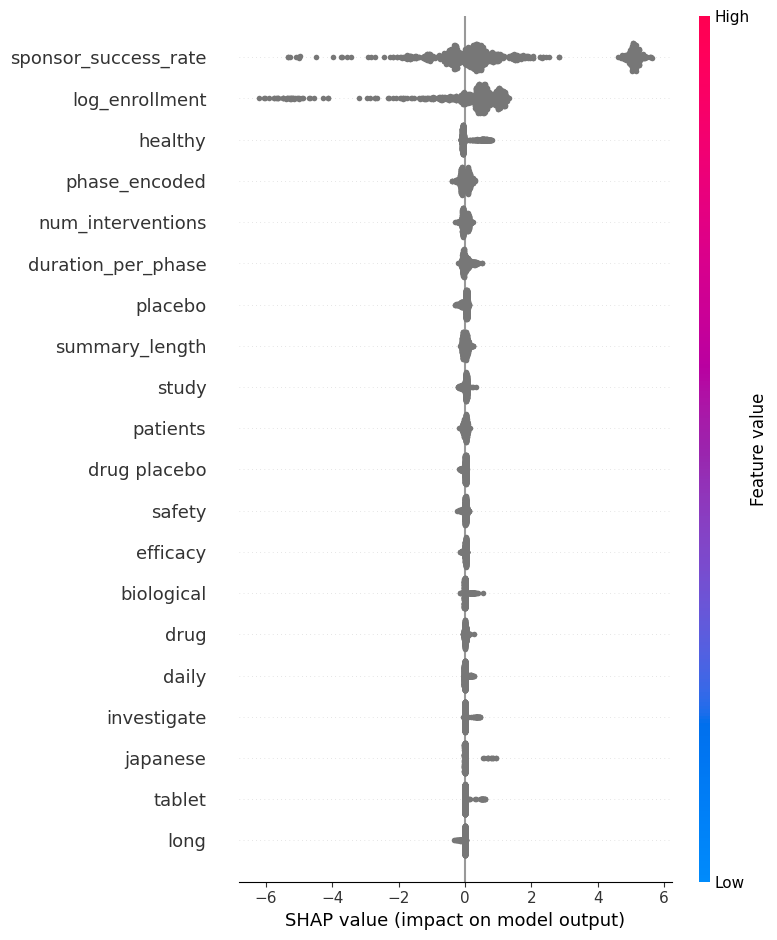 High
sponsor_success_rate
log_enrollment
healthy
phase_encoded
num_interventions
duration_per_phase
placebo
summary_length
study
patients
drug placebo
safety
efficacy
biological
drug
daily
investigate
japanese
tablet
long
Feature value
Low
−6 −4 −2 0 2 4 6
SHAP value (impact on model output)